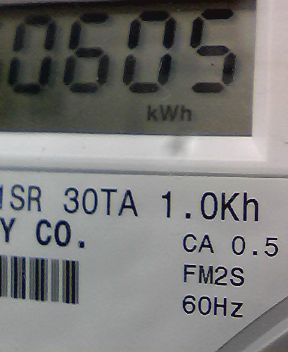 0605
kWh
1SR 30TA 1.0Kh
Y CO.
CA 0.5
FM2S
60Hz